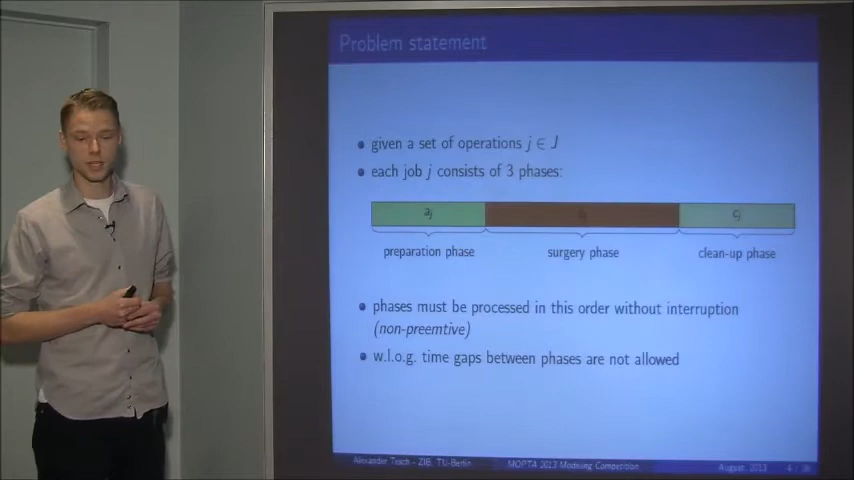 Problem statement
given a set of operations j ∈ J
each job j consists of 3 phases:
aj
cj
preparation phase
surgery phase
clean-up phase
phases must be processed in this order without interruption
(non-preemtive)
w.l.o.g. time gaps between phases are not allowed
Alexander Tesch - ZIB, TU-Berlin
MOPTA 2013 Modeling Competition
August, 2013